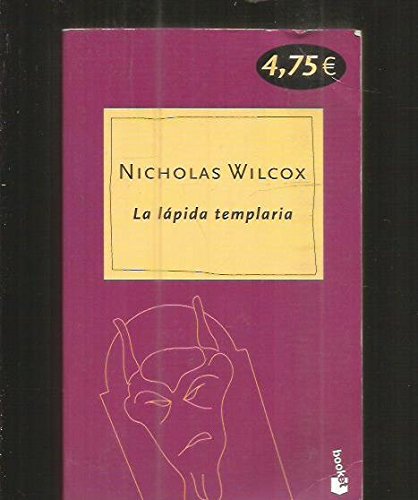 4,75 €
NICHOLAS WILCOX
La lápida templaria
booket